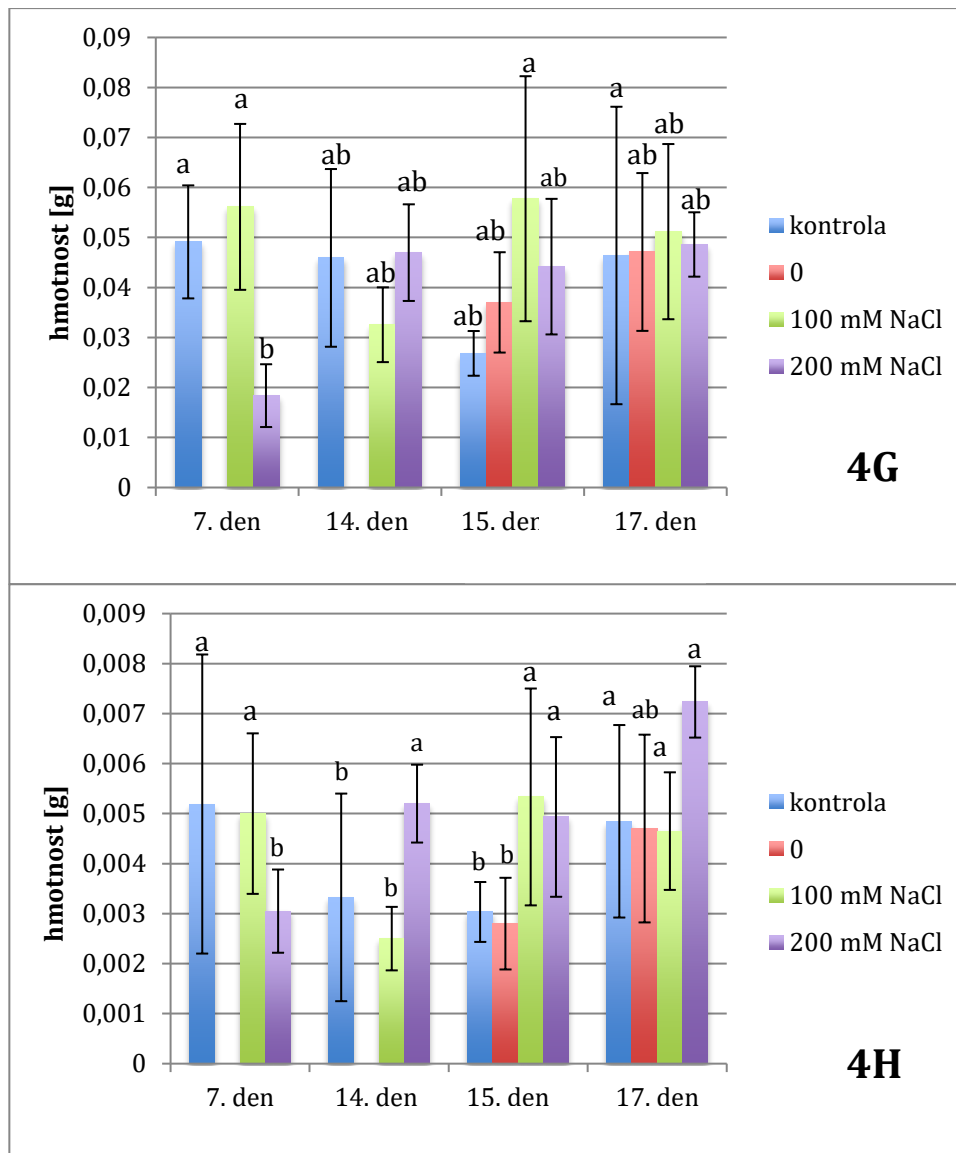 0,09
0,08
0,07
0,06
0,05
0,04
0,03
0,02
0,01
0
hmotnost [g]
a a b ab ab ab ab ab a ab a ab ab ab
7. den 14. den 15. den 17. den
kontrola
0
100 mM NaCl
200 mM NaCl
4G
0,009
0,008
0,007
0,006
0,005
0,004
0,003
0,002
0,001
0
hmotnost [g]
a a b b b a b b a a a ab a a
7. den 14. den 15. den 17. den
kontrola
0
100 mM NaCl
200 mM NaCl
4H